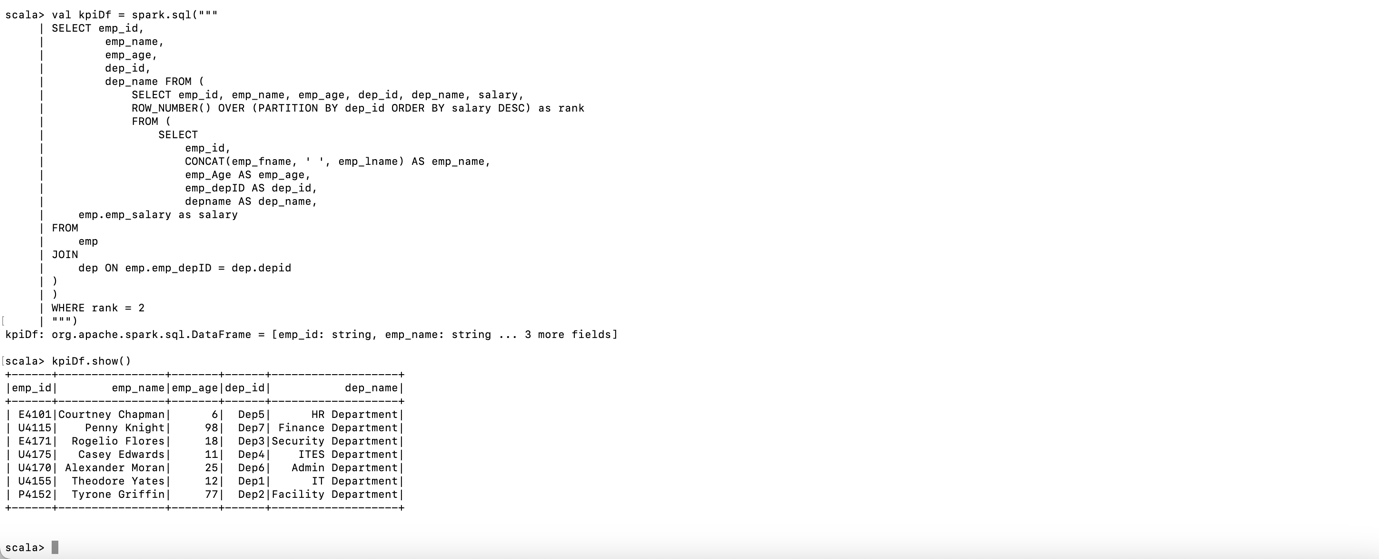 scala> val kpiDf = spark.sql("""
| SELECT emp_id,
| emp_name,
| emp_age,
| dep_id,
| dep_name FROM (
| SELECT emp_id, emp_name, emp_age, dep_id, dep_name, salary,
| ROW_NUMBER() OVER (PARTITION BY dep_id ORDER BY salary DESC) as rank
| FROM (
| SELECT
| emp_id,
| CONCAT(emp_fname, ' ', emp_lname) AS emp_name,
| emp_Age AS emp_age,
| emp_depID AS dep_id,
| depname AS dep_name,
| emp.emp_salary as salary
| FROM
| emp
| JOIN
| dep ON emp.emp_depID = dep.depid
| )
| )
| WHERE rank = 2
| """)
kpiDf: org.apache.spark.sql.DataFrame = [emp_id: string, emp_name: string ... 3 more fields]
scala> kpiDf.show()
+------+----------------+-------+------+-------------------+
|emp_id|        emp_name|emp_age|dep_id|           dep_name|
+------+----------------+-------+------+-------------------+
| E4101|Courtney Chapman|      6|  Dep5|      HR Department|
| U4115|    Penny Knight|     98|  Dep7| Finance Department|
| E4171|  Rogelio Flores|     18|  Dep3|Security Department|
| U4175|   Casey Edwards|     11|  Dep4|    ITES Department|
| U4170| Alexander Moran|     25|  Dep6|   Admin Department|
| U4155|  Theodore Yates|     12|  Dep1|      IT Department|
| P4152|  Tyrone Griffin|     77|  Dep2|Facility Department|
+------+----------------+-------+------+-------------------+
scala>